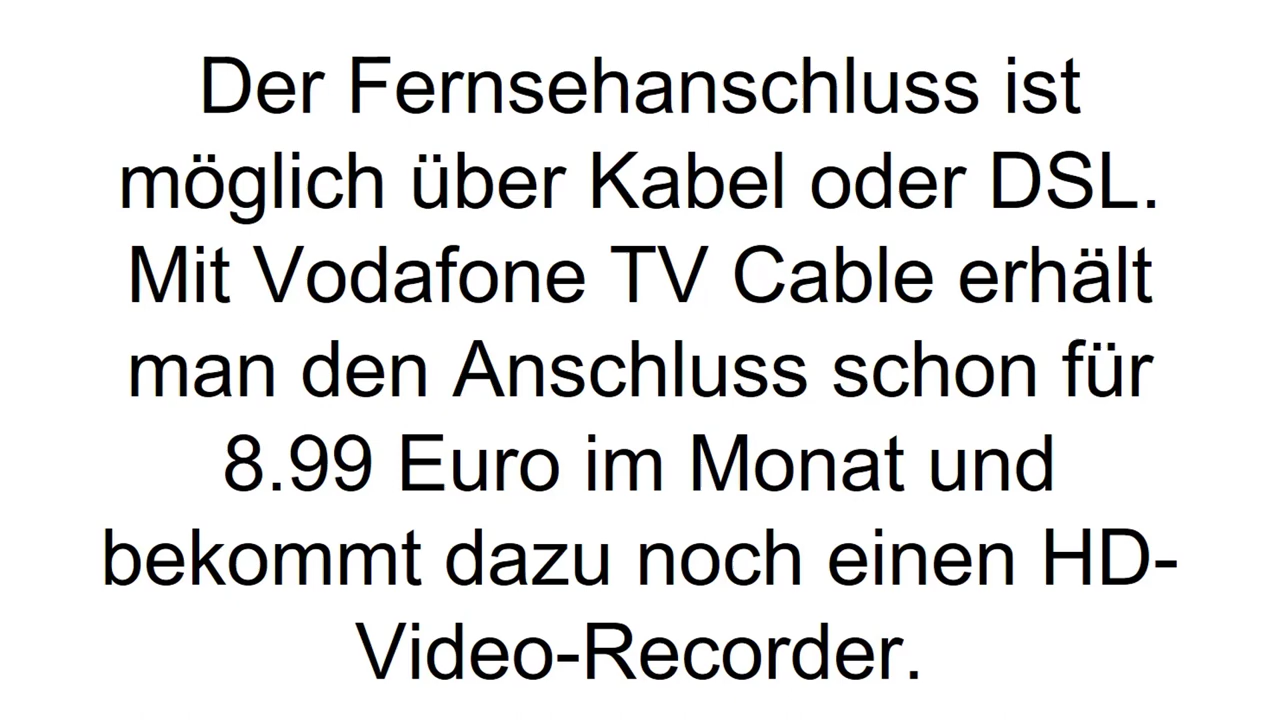 Der Fernsehanschluss ist
möglich über Kabel oder DSL.
Mit Vodafone TV Cable erhält
man den Anschluss schon für
8.99 Euro im Monat und
bekommt dazu noch einen HD-
Video-Recorder.